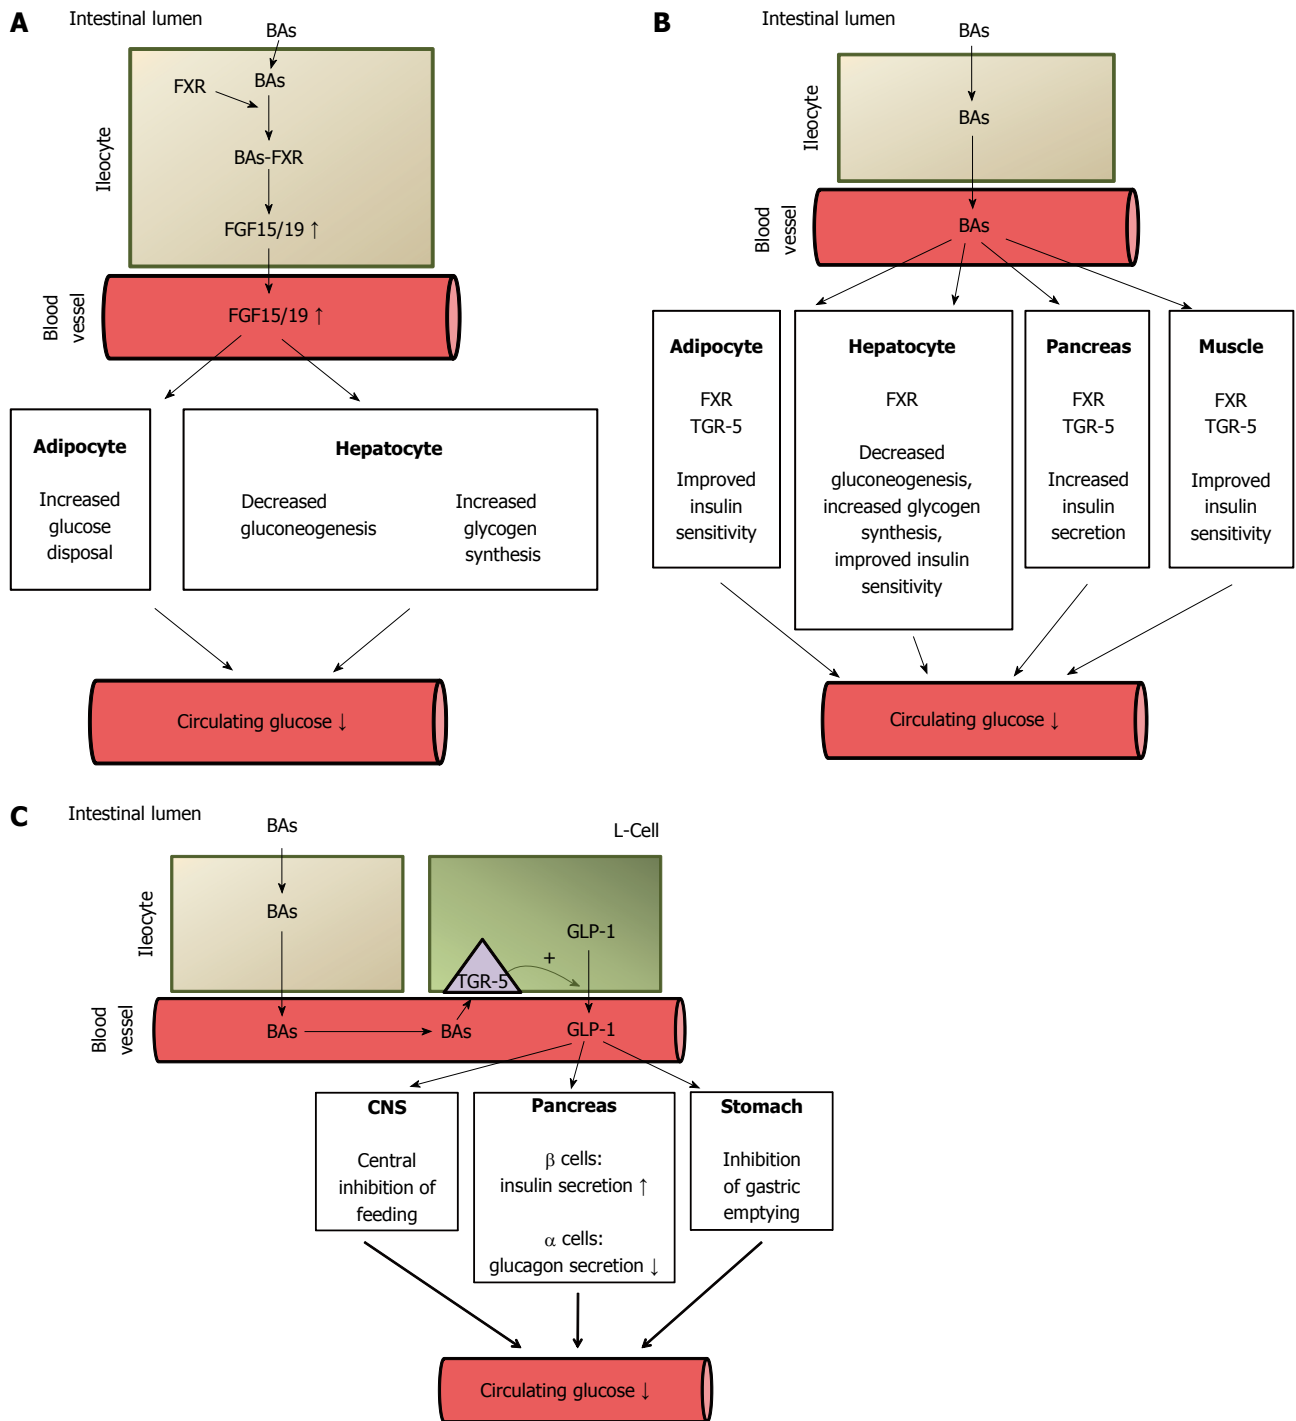 A
Intestinal lumen
BAs
Ileocyte
FXR
BAs
BAs-FXR
FGF15/19 ↑
Blood
vessel
FGF15/19 ↑
Adipocyte
Increased
glucose
disposal
Hepatocyte
Decreased
gluconeogenesis
Increased
glycogen
synthesis
Circulating glucose ↓
B
Intestinal lumen
BAs
Ileocyte
BAs
Blood
vessel
BAs
Adipocyte
FXR
TGR-5
Improved
insulin
sensitivity
Hepatocyte
FXR
Decreased
gluconeogenesis,
increased glycogen
synthesis,
improved insulin
sensitivity
Pancreas
FXR
TGR-5
Increased
insulin
secretion
Muscle
FXR
TGR-5
Improved
insulin
sensitivity
Circulating glucose ↓
C
Intestinal lumen
BAs
L-Cell
Ileocyte
BAs
GLP-1
+
TGR-5
Blood
vessel
BAs
BAs
GLP-1
CNS
Central
inhibition of
feeding
Pancreas
β cells:
insulin secretion ↑
α cells:
glucagon secretion ↓
Stomach
Inhibition
of gastric
emptying
Circulating glucose ↓